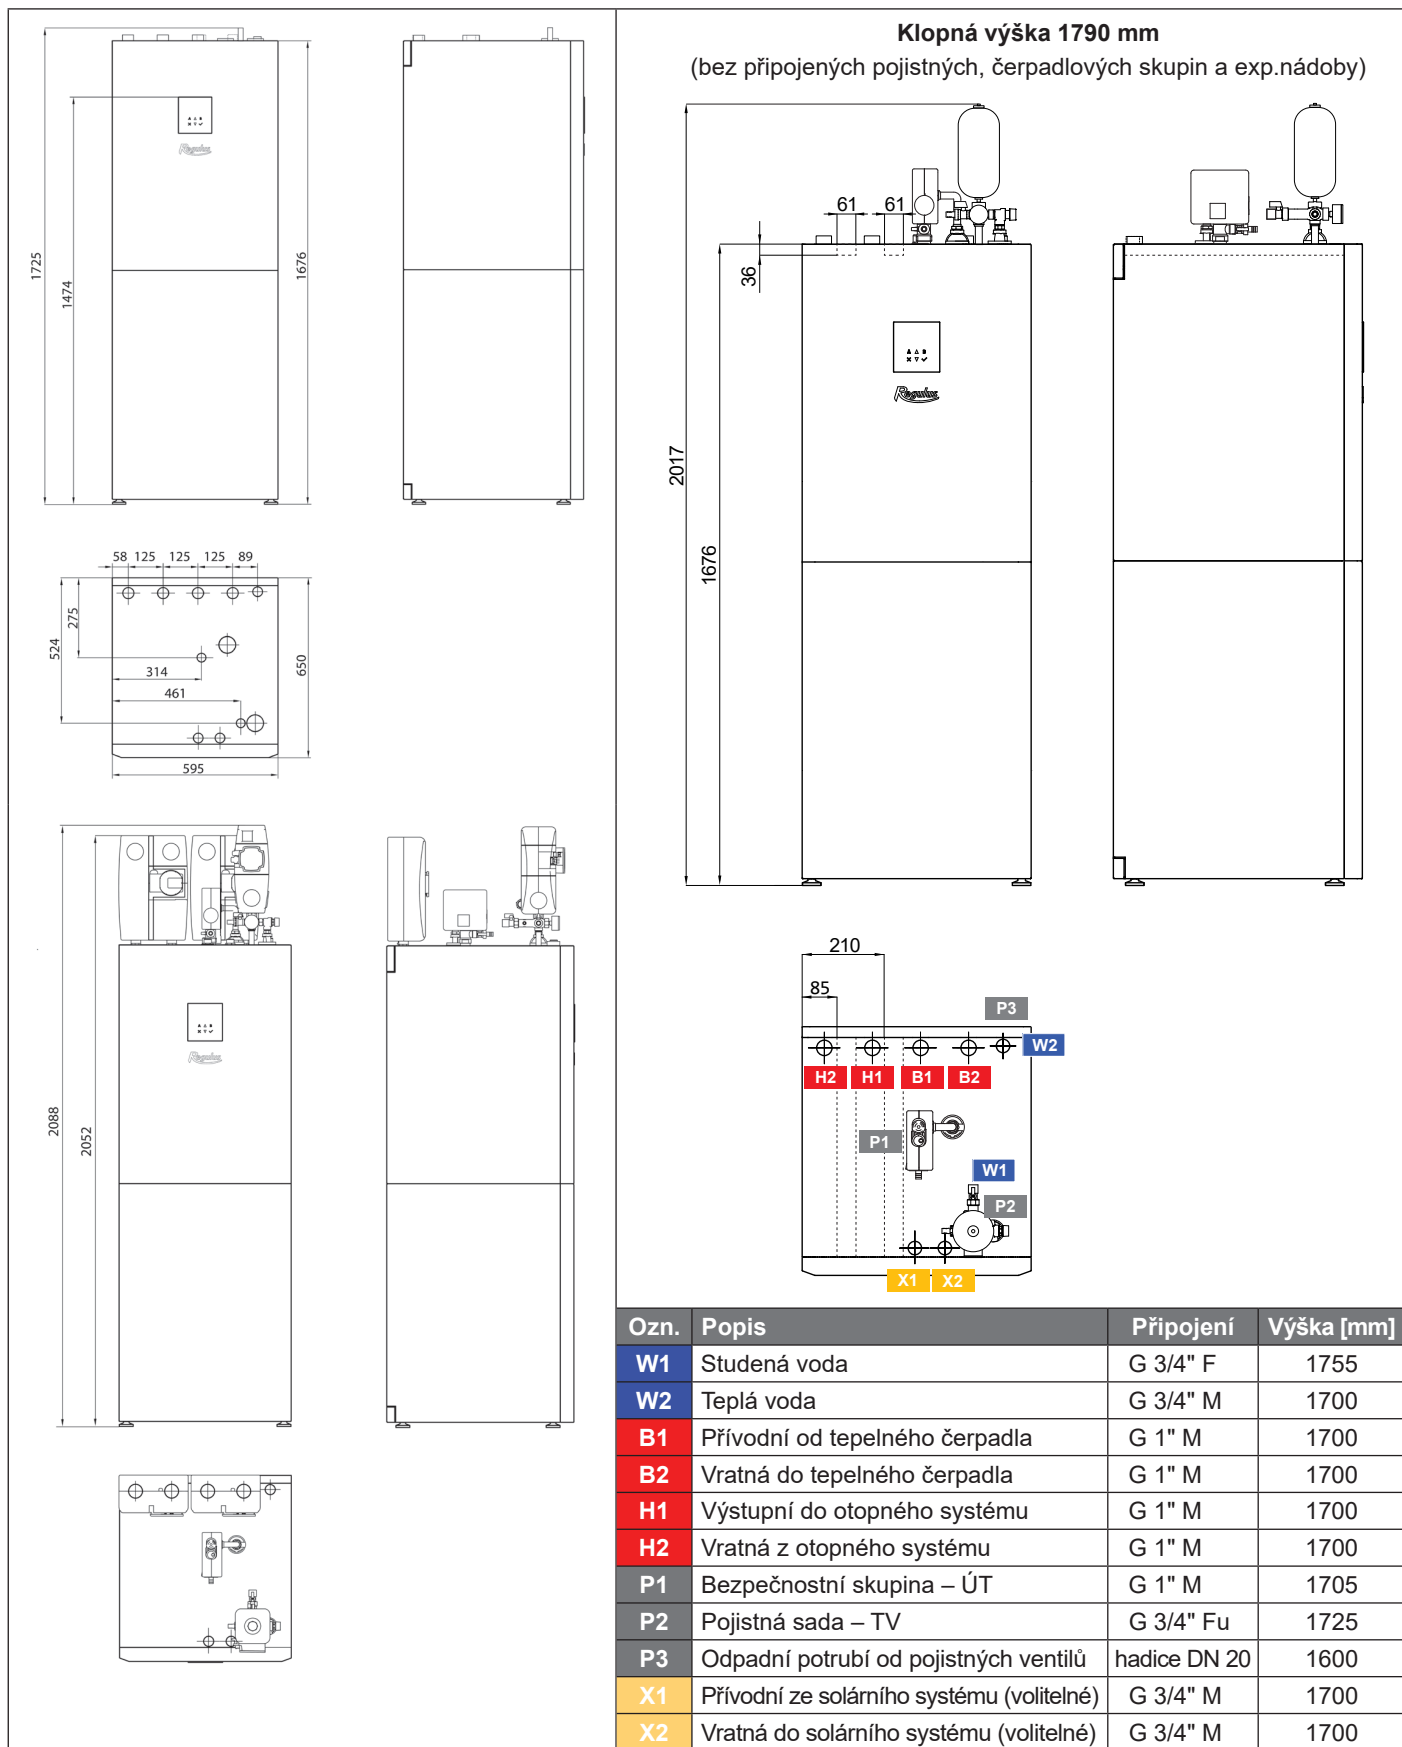 1725
1474
1676
Regulus
58 125 125 125 89
275
524
314
461
650
595
2088
2052
Regulus
Klopná výška 1790 mm
(bez připojených pojistných, čerpadlových skupin a exp.nádoby)
61 61
36
2017
1676
Regulus
210
85
P3
W2
H2 H1 B1 B2
P1
W1
P2
X1 X2
Ozn. Popis Připojení Výška [mm]
W1 Studená voda G 3/4" F 1755
W2 Teplá voda G 3/4" M 1700
B1 Přívodní od tepelného čerpadla G 1" M 1700
B2 Vratná do tepelného čerpadla G 1" M 1700
H1 Výstupní do otopného systému G 1" M 1700
H2 Vratná z otopného systému G 1" M 1700
P1 Bezpečnostní skupina – ÚT G 1" M 1705
P2 Pojistná sada – TV G 3/4" Fu 1725
P3 Odpadní potrubí od pojistných ventilů hadice DN 20 1600
X1 Přívodní ze solárního systému (volitelné) G 3/4" M 1700
X2 Vratná do solárního systému (volitelné) G 3/4" M 1700